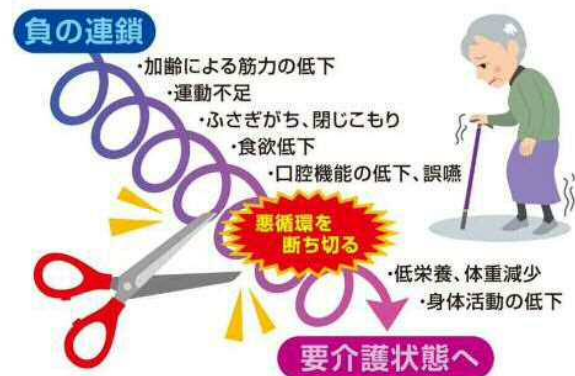 負の連鎖
・加齢による筋力の低下
・運動不足
・ふさぎがち、閉じこもり
・食欲低下
・口腔機能の低下、誤嚥
悪循環を
断ち切る
・低栄養、体重減少
・身体活動の低下
要介護状態へ